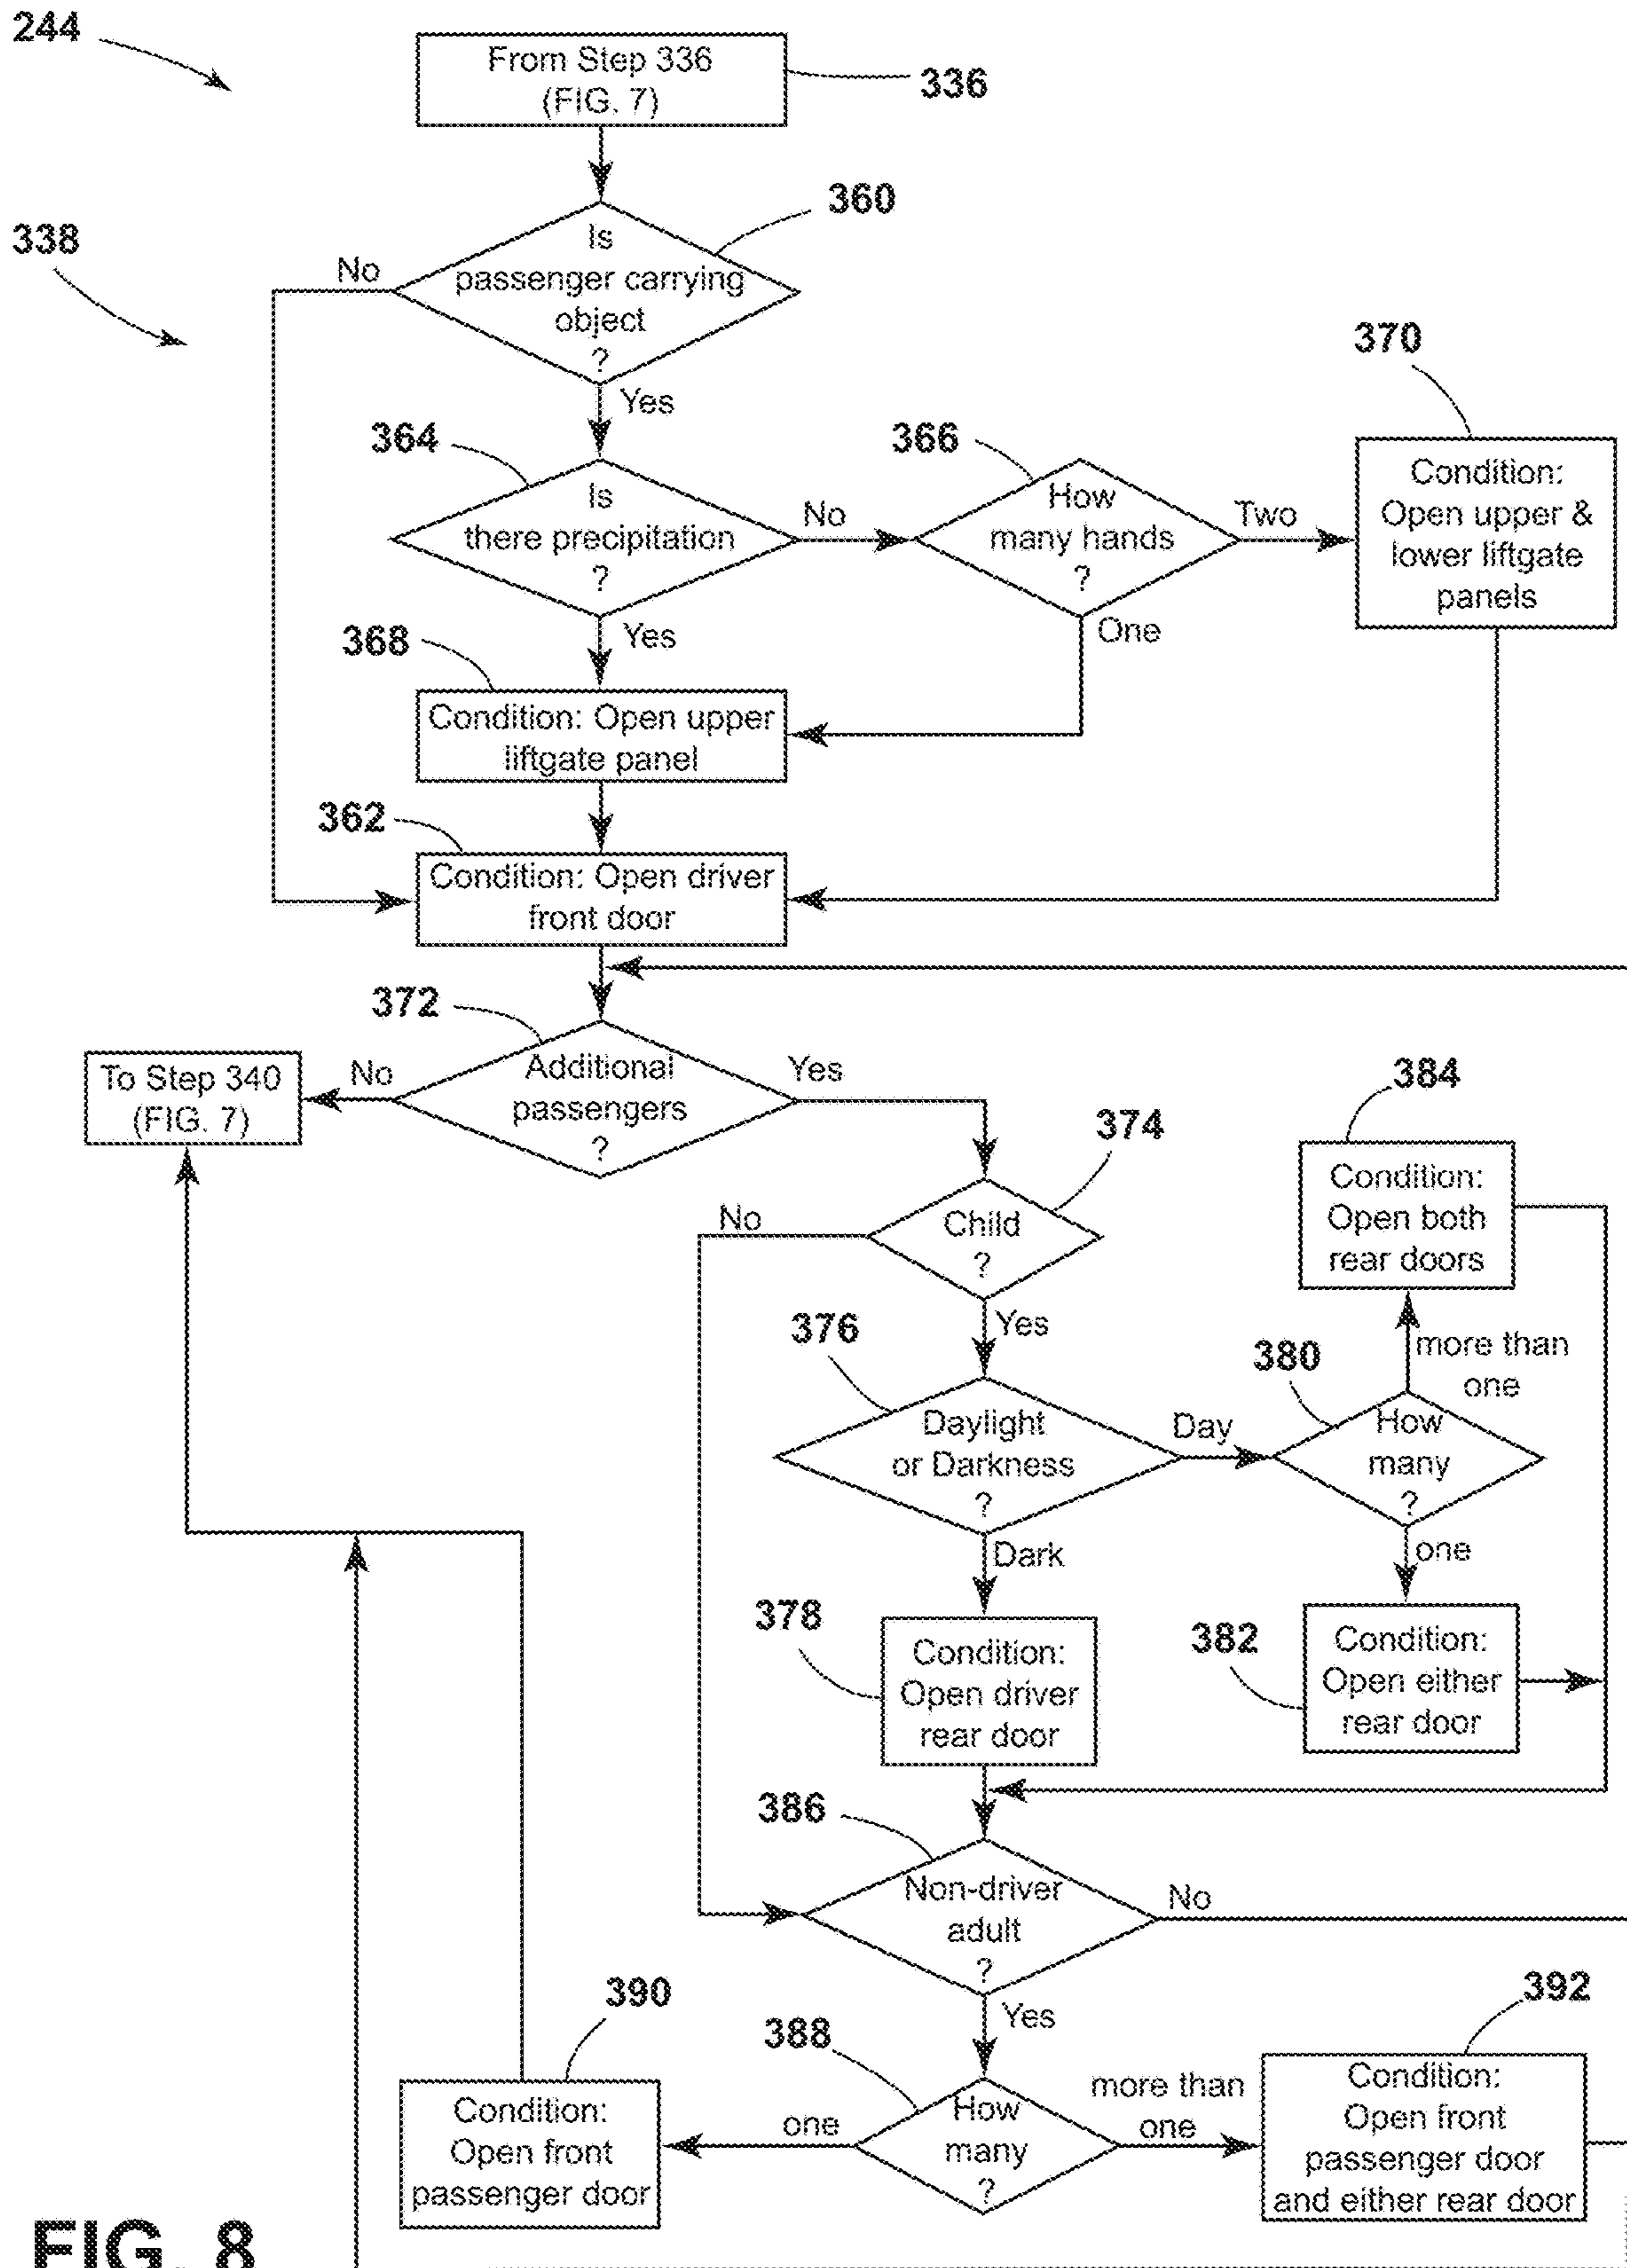 244
From Step 336
(FIG. 7)
336
360
338
Is
passenger carrying
object
?
No
Yes
370
364
366
Is
there precipitation
?
No
How
many hands
?
Two
Condition:
Open upper &
lower liftgate
panels
Yes
One
368
Condition: Open upper
liftgate panel
362
Condition: Open driver
front door
372
Additional
passengers
?
No
Yes
To Step 340
(FIG. 7)
384
374
Condition:
Open both
rear doors
No
Child
?
Yes
376
380
more than
one
Daylight
or Darkness
?
Day
How
many
?
Dark
one
378
382
Condition:
Open driver
rear door
Condition:
Open either
rear door
386
Non-driver
adult
?
No
390
392
Yes
388
Condition:
Open front
passenger door
one
How
many
?
more than
one
Condition:
Open front
passenger door
and either rear door
FIG. 8